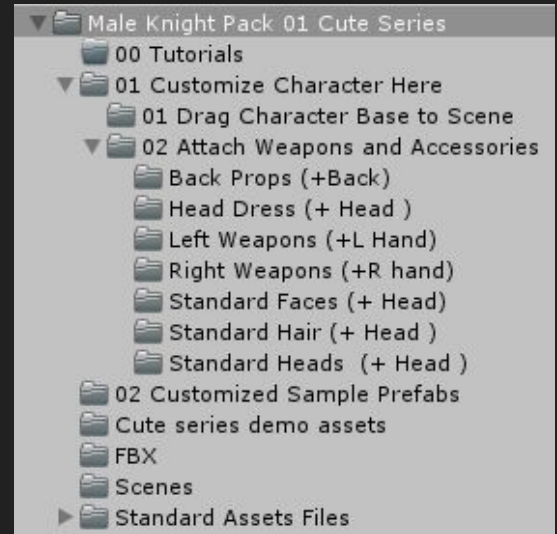 Male Knight Pack 01 Cute Series
00 Tutorials
01 Customize Character Here
01 Drag Character Base to Scene
02 Attach Weapons and Accessories
Back Props (+Back)
Head Dress (+ Head )
Left Weapons (+L Hand)
Right Weapons (+R hand)
Standard Faces (+ Head)
Standard Hair (+ Head )
Standard Heads  (+ Head )
02 Customized Sample Prefabs
Cute series demo assets
FBX
Scenes
Standard Assets Files